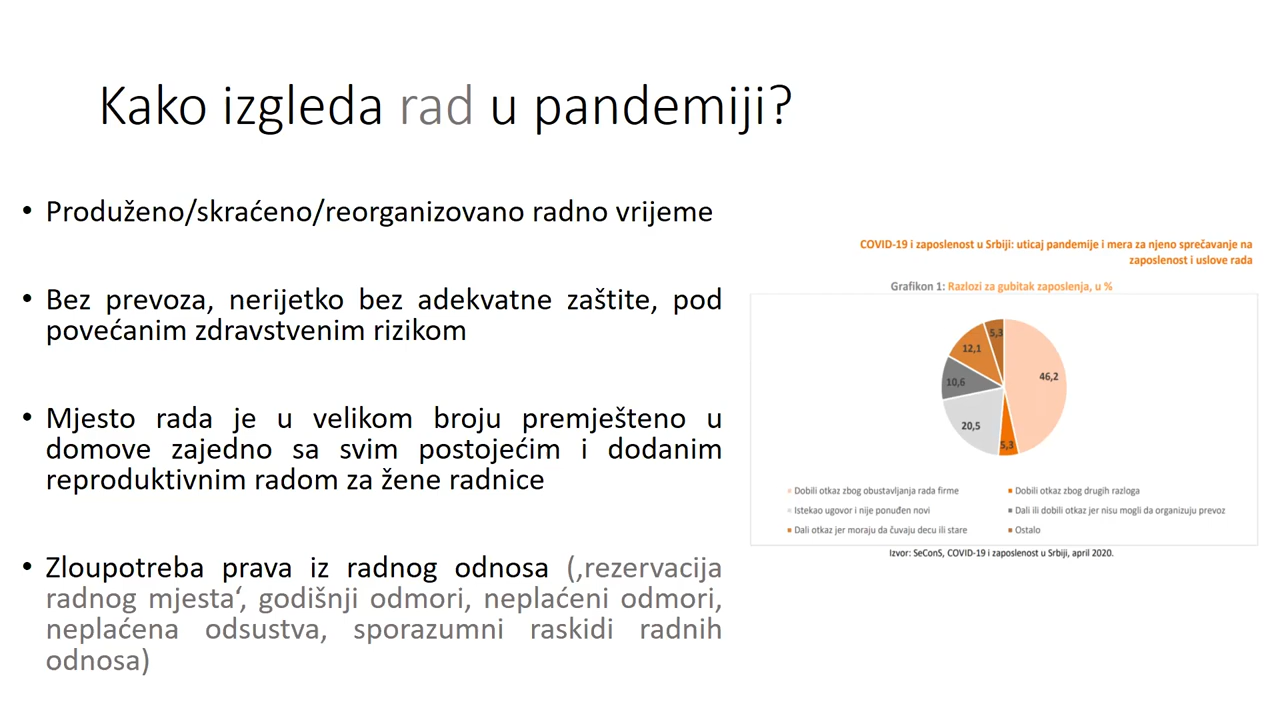 Kako izgleda rad u pandemiji?
• Produženo/skraćeno/reorganizovano radno vrijeme
• Bez prevoza, nerijetko bez adekvatne zaštite, pod
povećanim zdravstvenim rizikom
• Mjesto rada je u velikom broju premješteno u
domove zajedno sa svim postojećim i dodanim
reproduktivnim radom za žene radnice
• Zloupotreba prava iz radnog odnosa (‚rezervacija
radnog mjesta‘, godišnji odmori, neplaćeni odmori,
neplaćena odsustva, sporazumni raskidi radnih
odnosa)
COVID-19 i zaposlenost u Srbiji: uticaj pandemije i mera za njeno sprečavanje na
zaposlenost i uslove rada
Grafikon 1: Razlozi za gubitak zaposlenja, u %
5,3
12,1
46,2
10,6
20,5
5,3
Dobili otkaz zbog obustavljanja rada firme
Dobili otkaz zbog drugih razloga
Istekao ugovor i nije ponuđen novi
Dali ili dobili otkaz jer nisu mogli da organizuju prevoz
Dali otkaz jer moraju da čuvaju decu ili stare
Ostalo
Izvor: SeConS, COVID-19 i zaposlenost u Srbiji, april 2020.